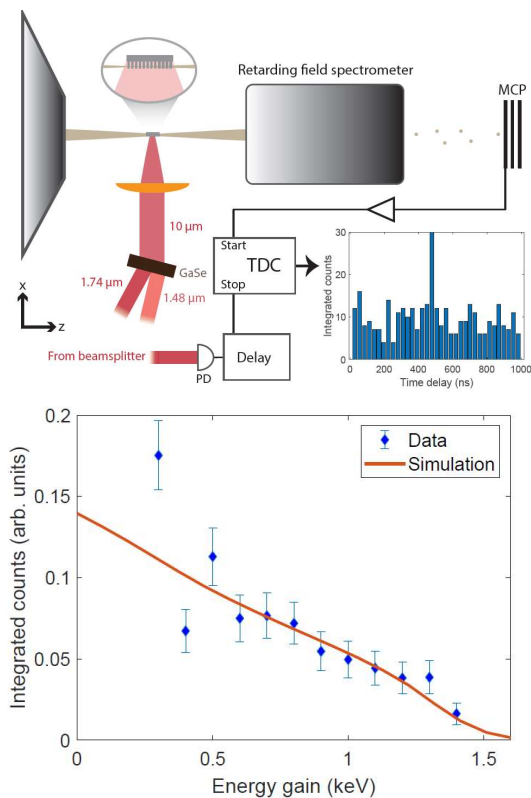 Retarding field spectrometer
MCP
10 μm
GaSe
1.74 μm
1.48 μm
Start
TDC
Stop
x
z
From beamsplitter
PD
Delay
Integrated counts
30
20
10
0
0 200 400 600 800 1000
Time delay (ns)
Data
Simulation
Integrated counts (arb. units)
0.2
0.15
0.1
0.05
0
0 0.5 1 1.5
Energy gain (keV)